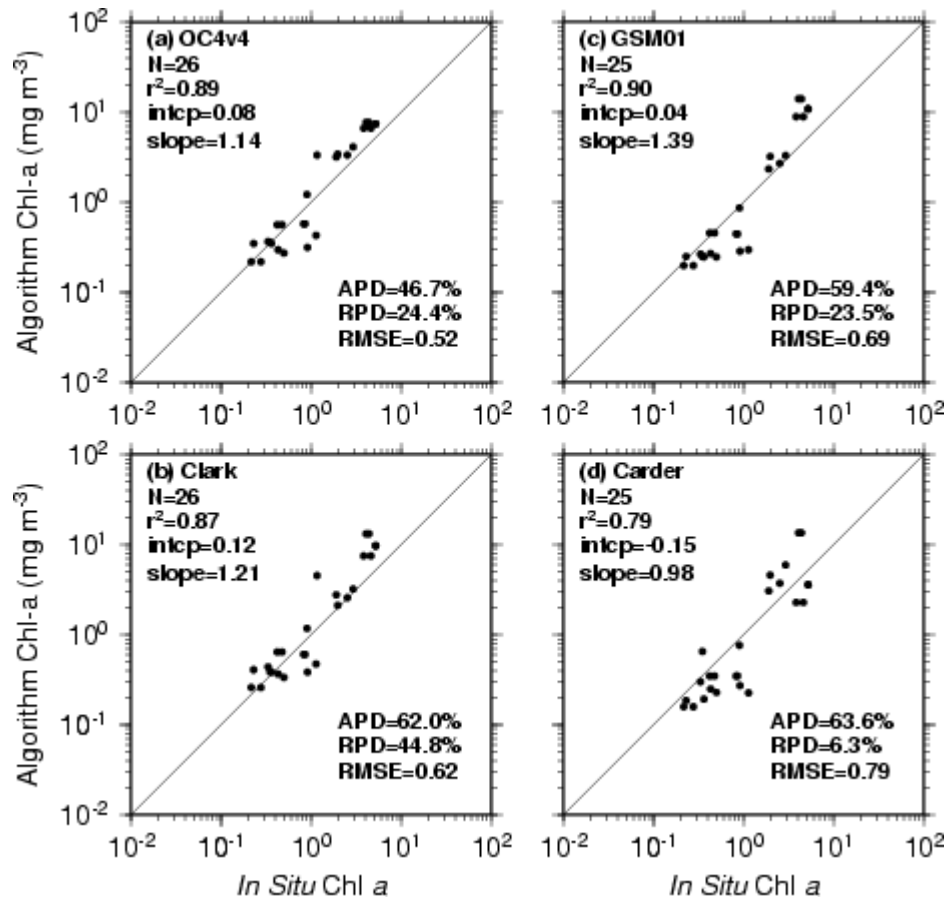 Algorithm Chl-a (mg m-3)
10²
10¹
10⁰
10-1
10-2
(a) OC4v4
N=26
r²=0.89
intcp=0.08
slope=1.14
APD=46.7%
RPD=24.4%
RMSE=0.52
10-2 10-1 10⁰ 10¹ 10²
(c) GSM01
N=25
r²=0.90
intcp=0.04
slope=1.39
APD=59.4%
RPD=23.5%
RMSE=0.69
10-2 10-1 10⁰ 10¹ 10²
Algorithm Chl-a (mg m-3)
10²
10¹
10⁰
10-1
10-2
(b) Clark
N=26
r²=0.87
intcp=0.12
slope=1.21
APD=62.0%
RPD=44.8%
RMSE=0.62
10-2 10-1 10⁰ 10¹ 10²
In Situ Chl a
(d) Carder
N=25
r²=0.79
intcp=-0.15
slope=0.98
APD=63.6%
RPD=6.3%
RMSE=0.79
10-2 10-1 10⁰ 10¹ 10²
In Situ Chl a